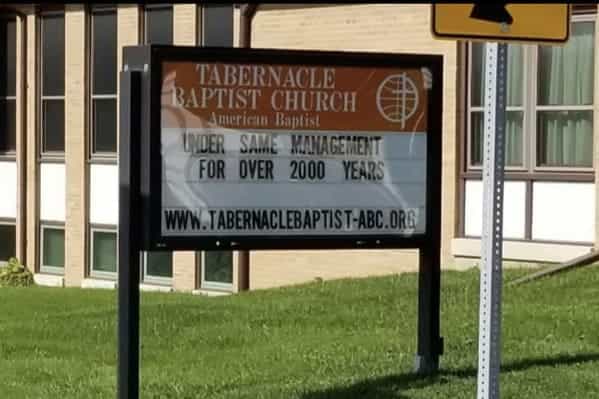 TABERNACLE
BAPTIST CHURCH
American Baptist
UNDER SAME MANAGEMENT
FOR OVER 2000 YEARS
WWW.TABERNACLEBAPTIST-ABC.ORG